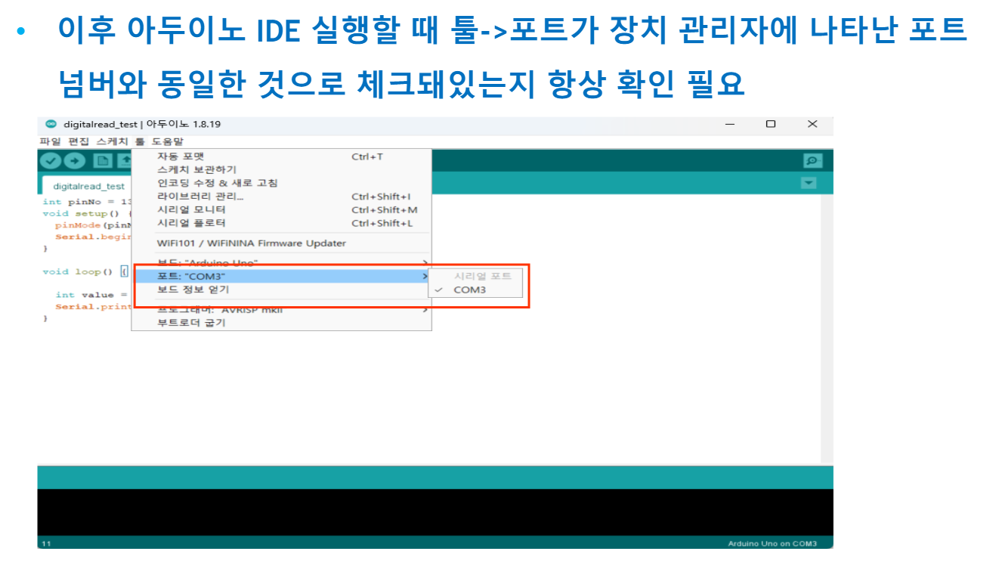 • 이후 아두이노 IDE 실행할 때 툴->포트가 장치 관리자에 나타난 포트
넘버와 동일한 것으로 체크돼있는지 항상 확인 필요
digitalread_test | 아두이노 1.8.19
파일 편집 스케치 툴 도움말
자동 포맷 Ctrl+T
스케치 보관하기
digitalread_test
인코딩 수정 & 새로 고침
라이브러리 관리... Ctrl+Shift+I
시리얼 모니터 Ctrl+Shift+M
시리얼 플로터 Ctrl+Shift+L
WiFi101 / WiFiNINA Firmware Updater
보드: "Arduino Uno"
포트: "COM3"
보드 정보 얻기
프로그래머: "AVRISP mkII"
부트로더 굽기
시리얼 포트
COM3
int pinNo = 13
void setup() {
pinMode(pinN
Serial.begin
}
void loop() {
int value =
Serial.print
}
11
Arduino Uno on COM3